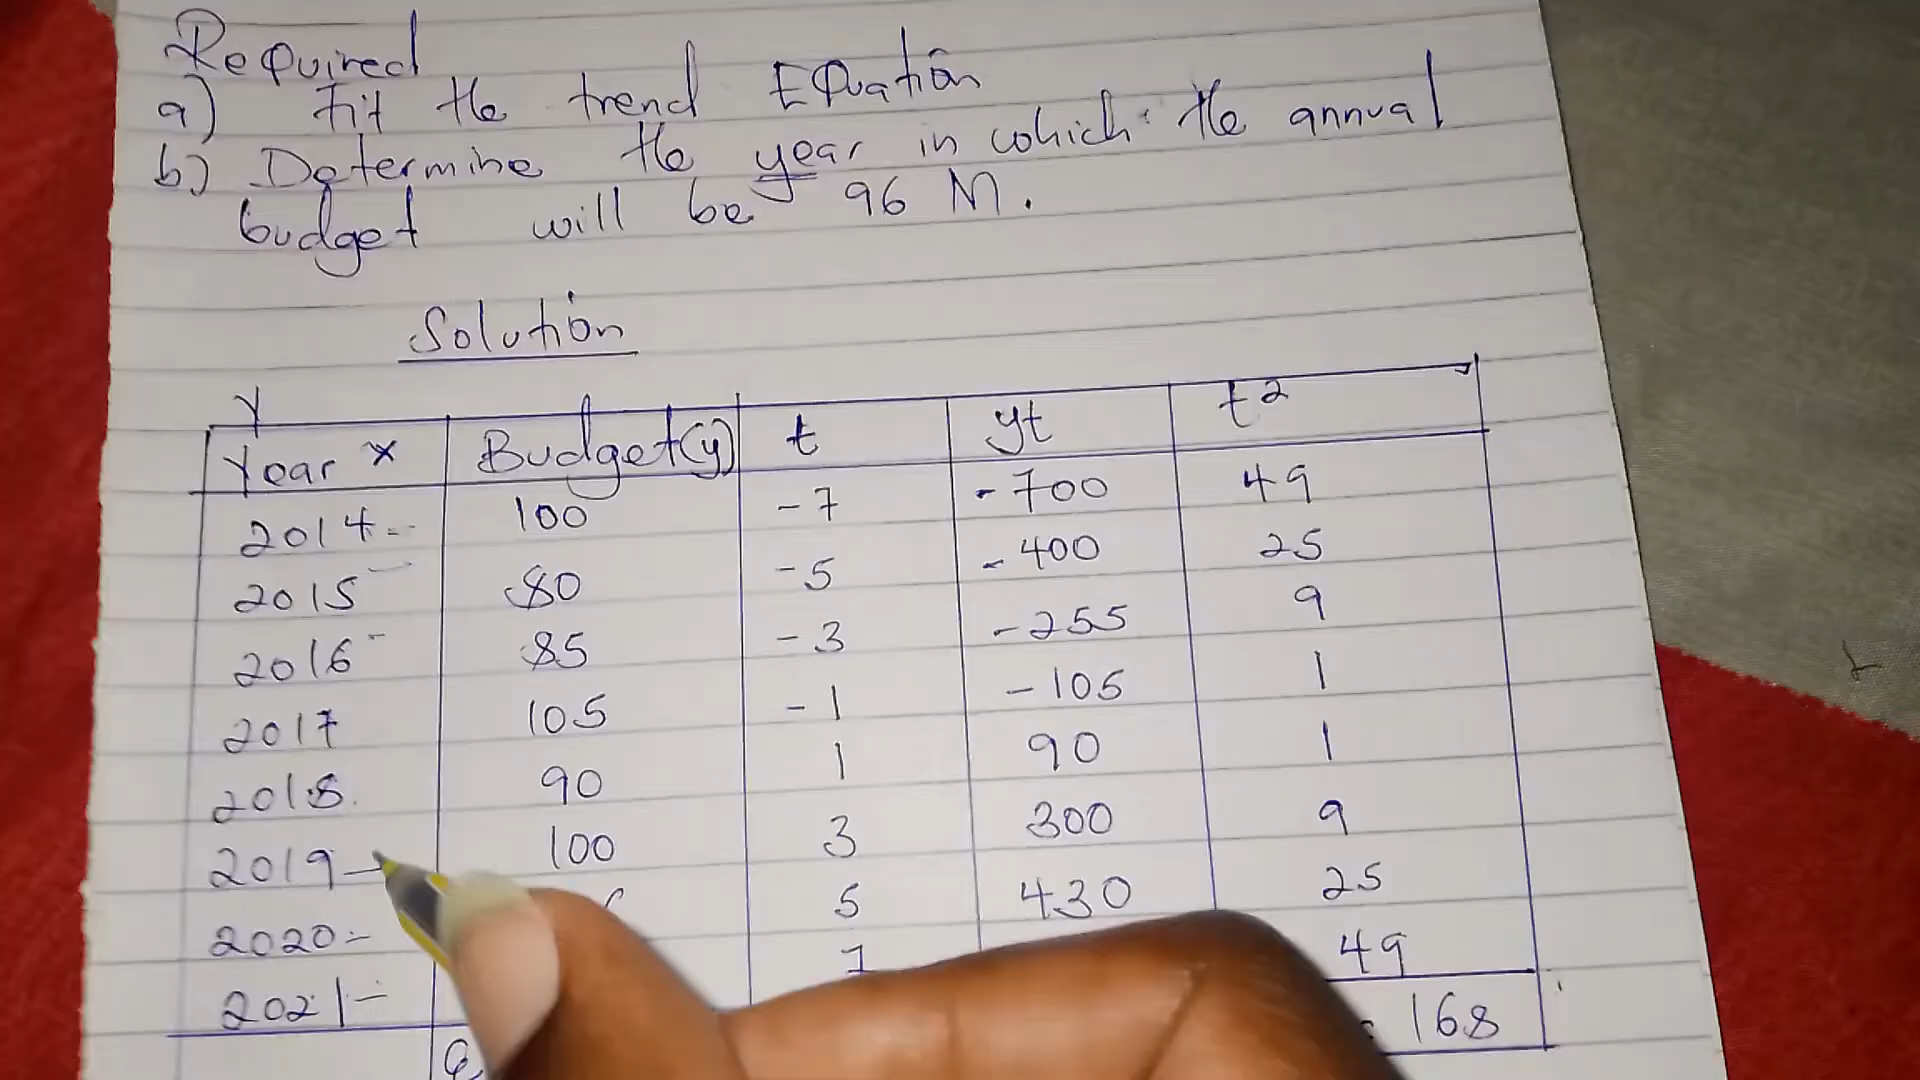 Required
a) Fit the trend Equation
b) Determine the year in which the annual
budget will be 96 M.
Solution
Y
Year x Budget(y) t yt t²
2014 100 -7 -700 49
2015 80 -5 -400 25
2016 85 -3 -255 9
2017 105 -1 -105 1
2018 90 1 90 1
2019 100 3 300 9
2020 5 430 25
2021 7 49
168